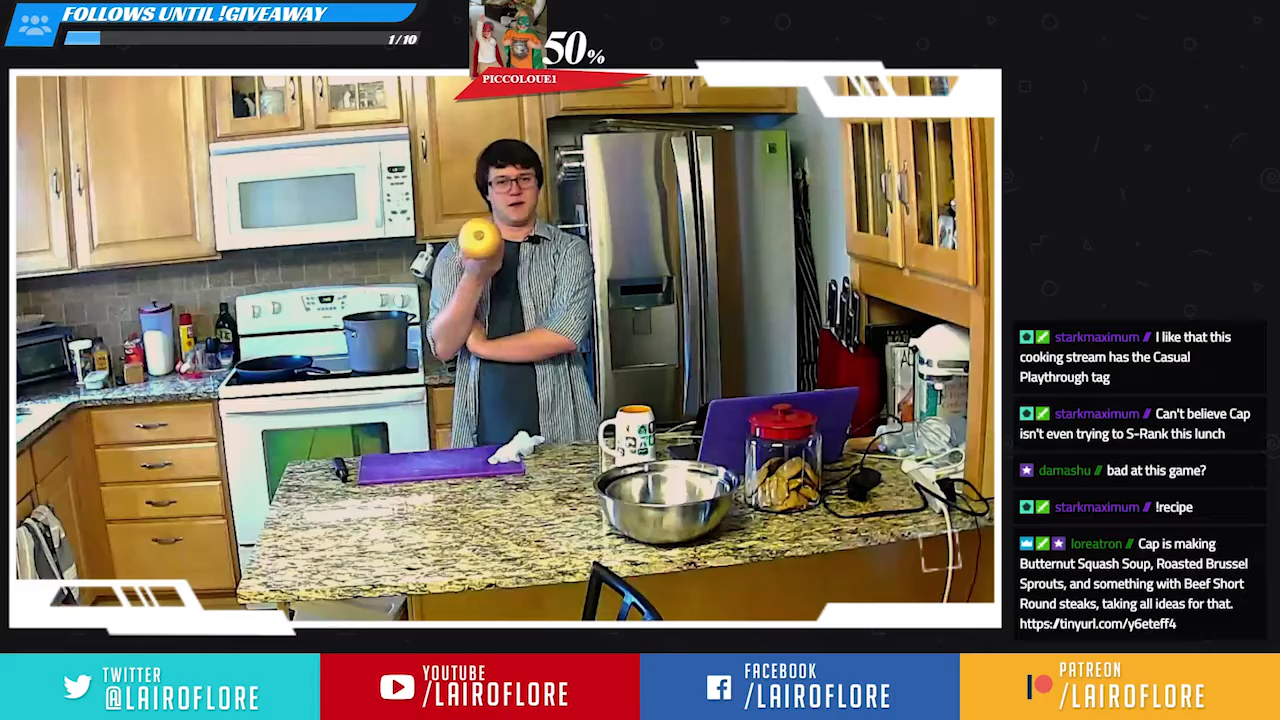 FOLLOWS UNTIL !GIVEAWAY
1/10
50%
PICCOLOUE1
starkmaximum // I like that this
cooking stream has the Casual
Playthrough tag
starkmaximum // Can't believe Cap
isn't even trying to S-Rank this lunch
damashu // bad at this game?
starkmaximum // !recipe
loreatron // Cap is making
Butternut Squash Soup, Roasted Brussel
Sprouts, and something with Beef Short
Round steaks, taking all ideas for that.
https://tinyurl.com/y6eteff4
TWITTER
@LAIROFLORE
YOUTUBE
/LAIROFLORE
FACEBOOK
/LAIROFLORE
PATREON
/LAIROFLORE